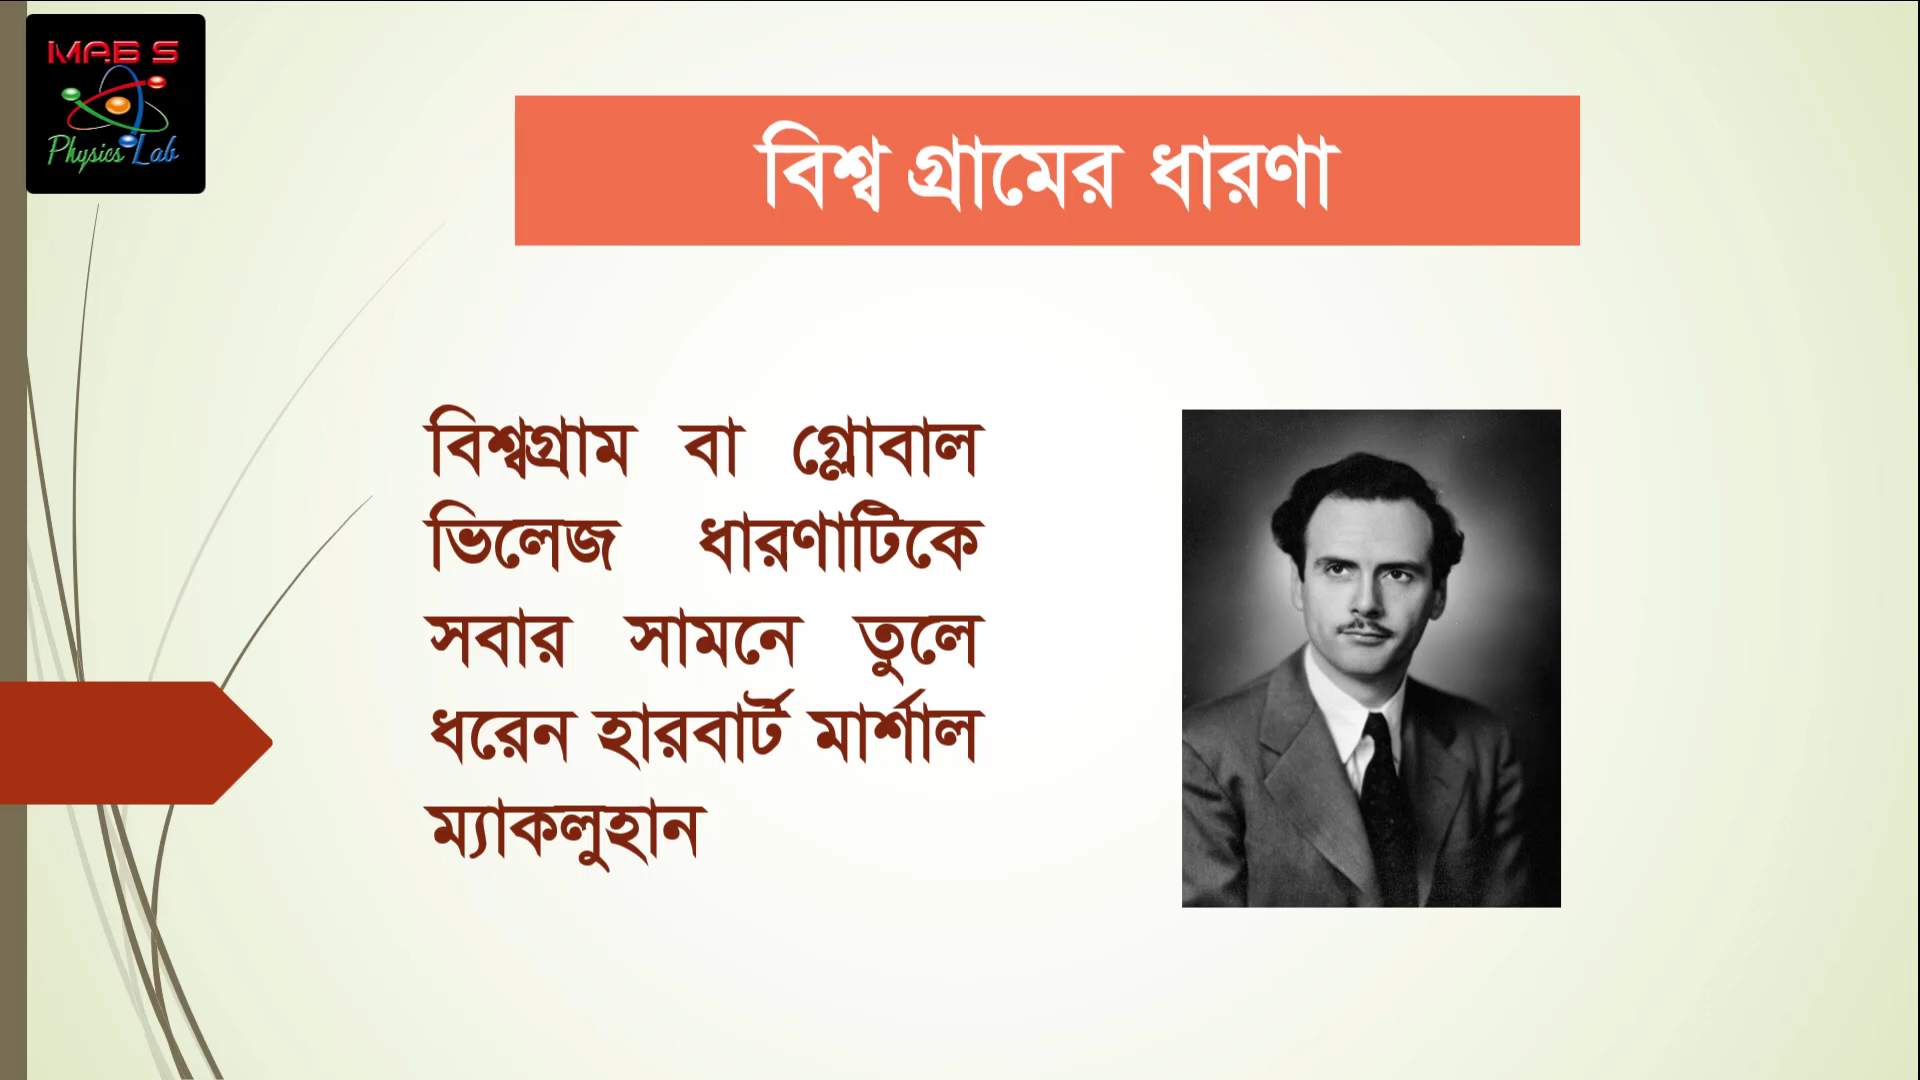 MAB S
Physics Lab
বিশ্ব গ্রামের ধারণা
বিশ্বগ্রাম বা গ্লোবাল
ভিলেজ ধারণাটিকে
সবার সামনে তুলে
ধরেন হারবার্ট মার্শাল
ম্যাকলুহান